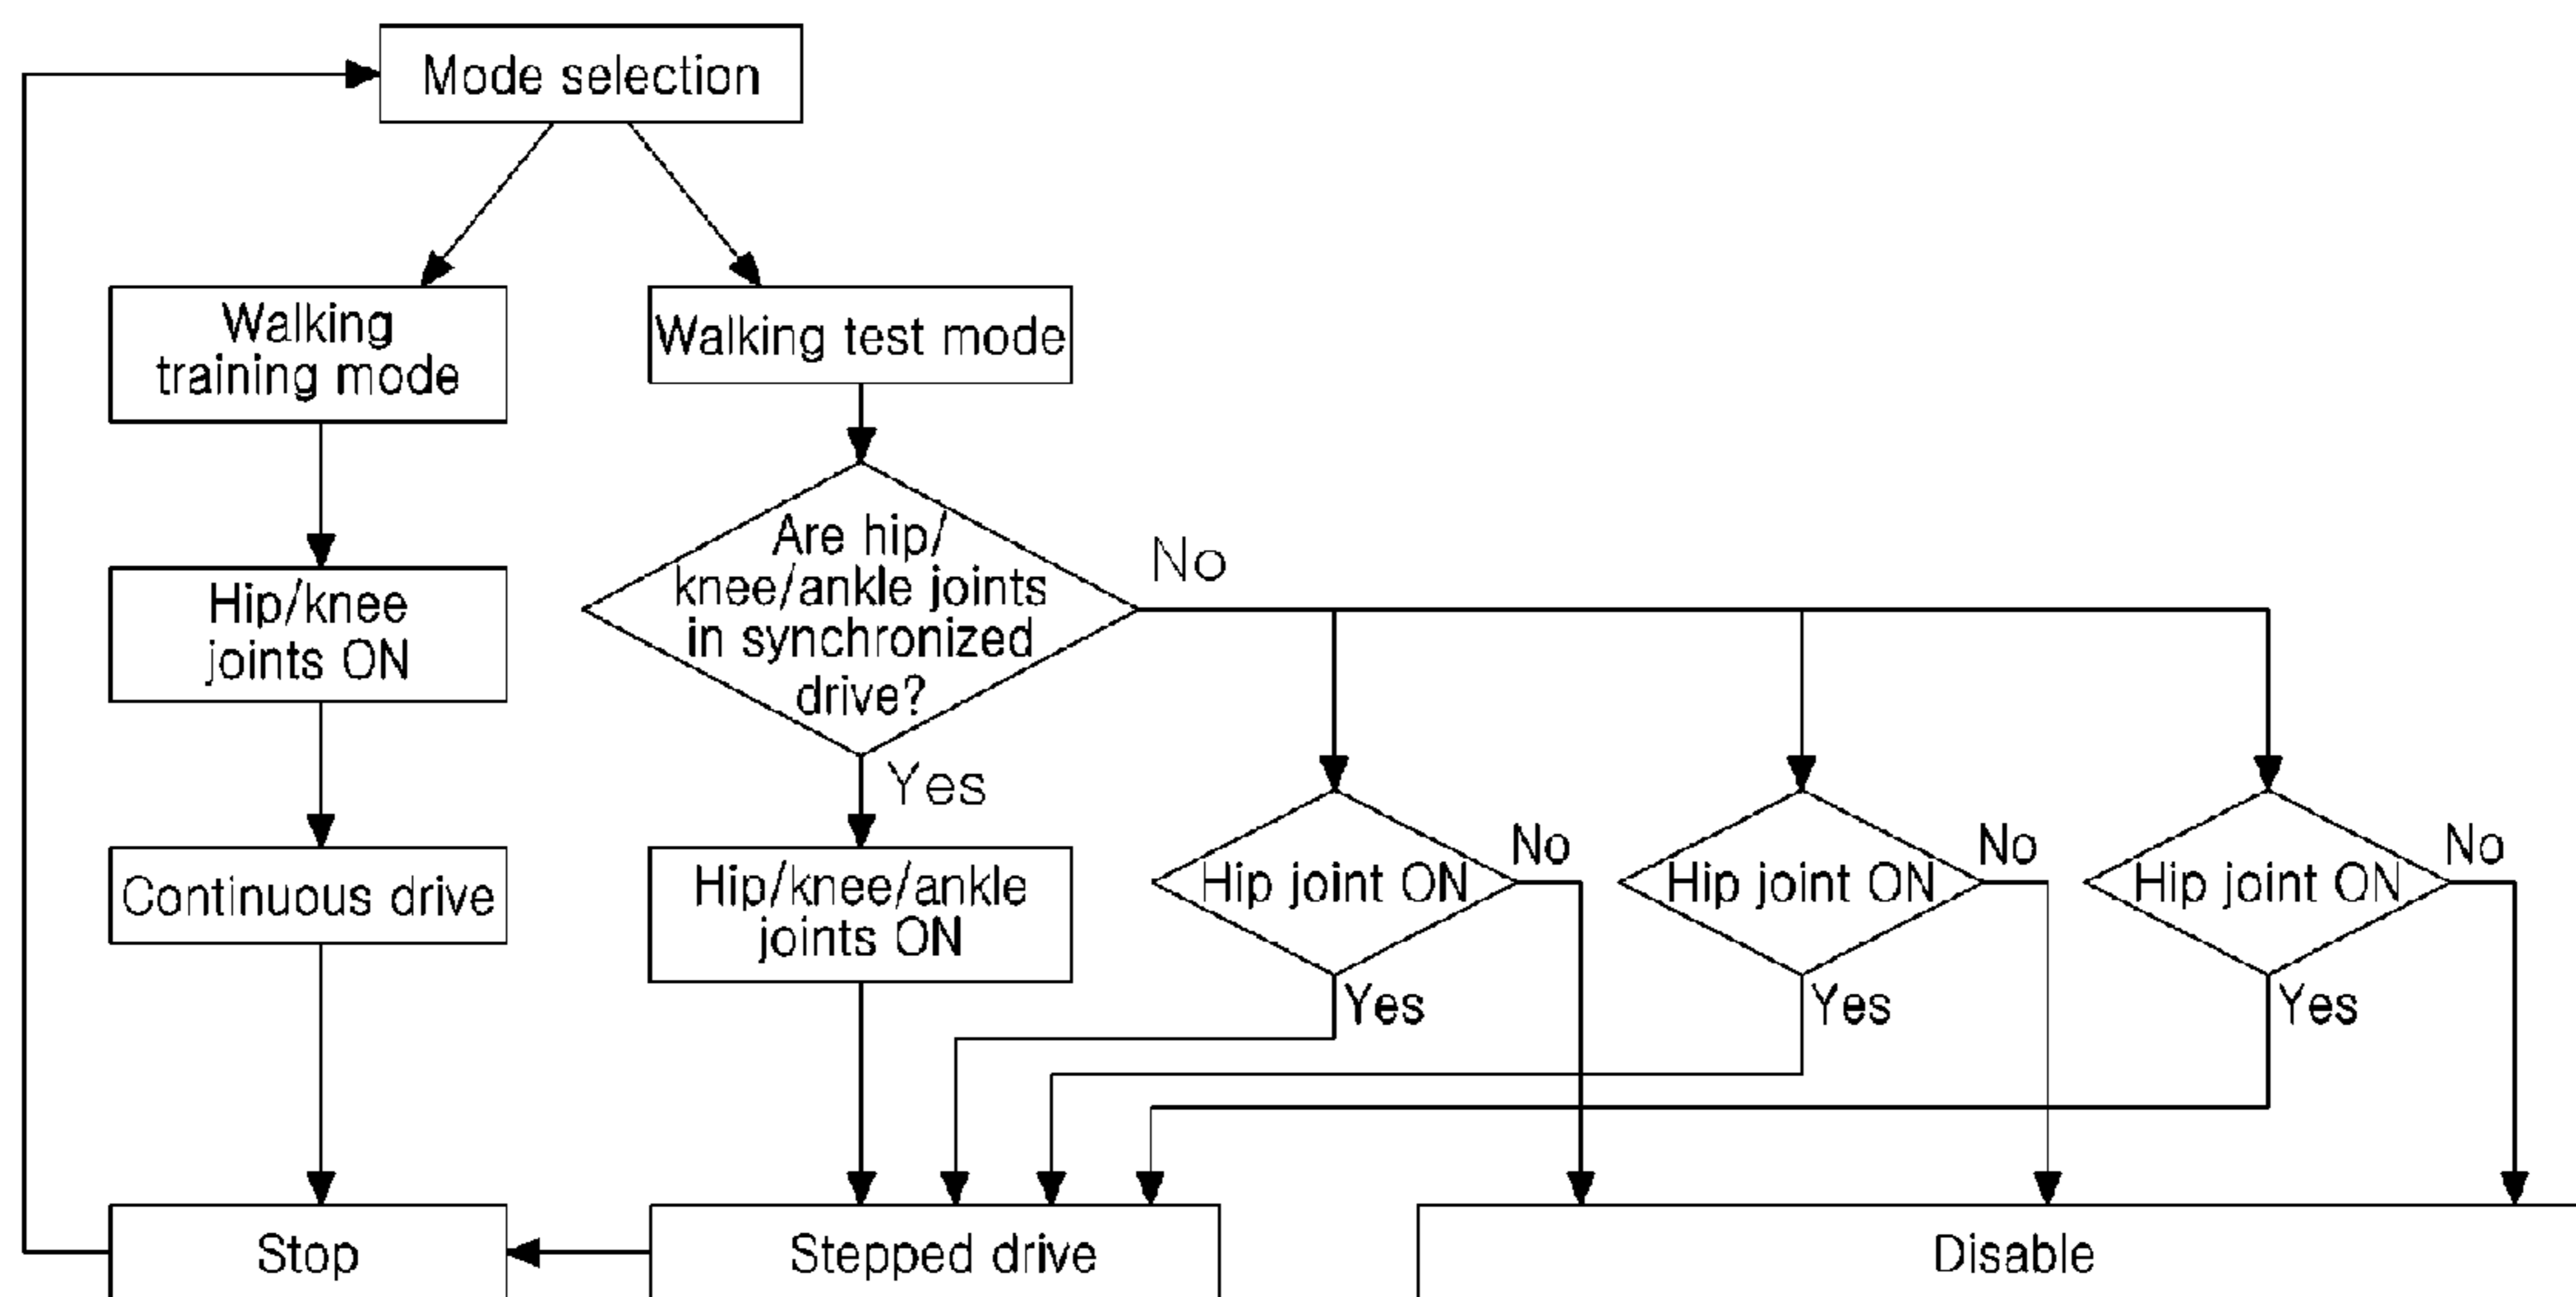 Mode selection
Walking
training mode
Walking test mode
Are hip/
knee/ankle joints
in synchronized
drive?
No
Yes
Hip/knee
joints ON
Continuous drive
Hip/knee/ankle
joints ON
Hip joint ON
No
Yes
Hip joint ON
No
Yes
Hip joint ON
No
Yes
Stop
Stepped drive
Disable